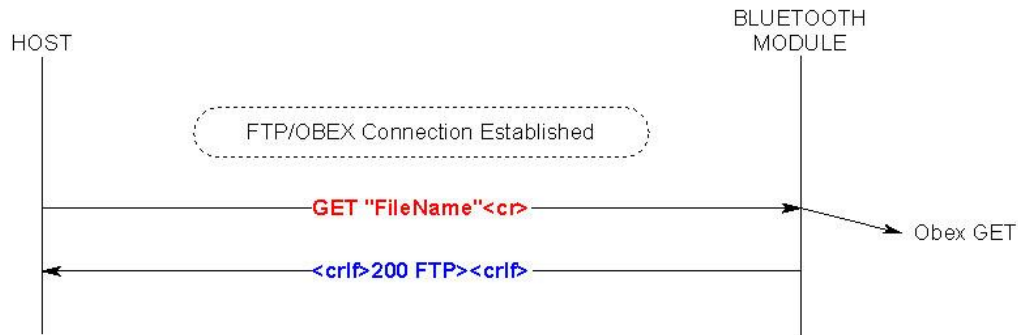 BLUETOOTH
HOST
MODULE
FTP/OBEX Connection Established
GET "FileName"<cr>
Obex GET
<crlf>200 FTP><crlf>